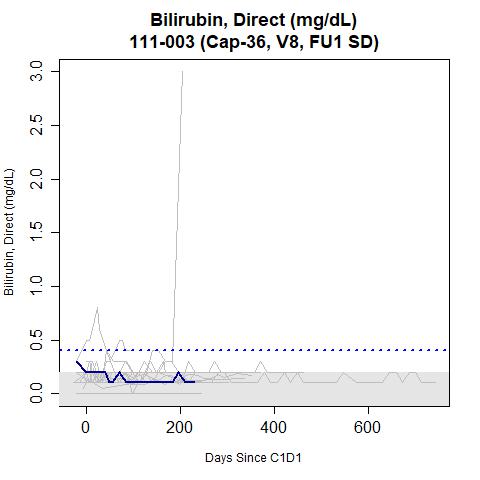 Bilirubin, Direct (mg/dL)
111-003 (Cap-36, V8, FU1 SD)
Bilirubin, Direct (mg/dL)
3.0
2.5
2.0
1.5
1.0
0.5
0.0
0 200 400 600
Days Since C1D1